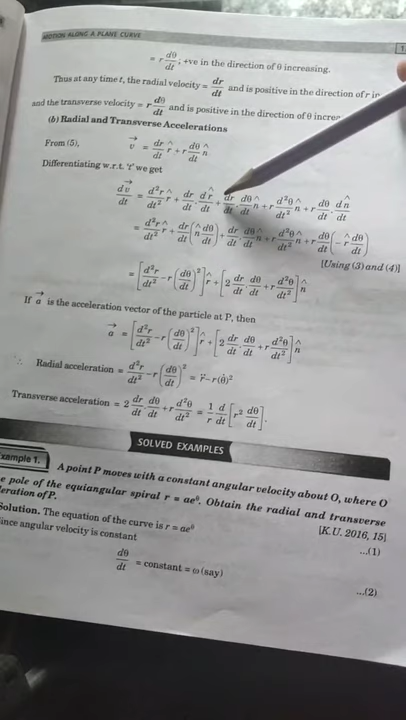 MOTION ALONG A PLANE CURVE
1
= r dθ/dt ; +ve in the direction of θ increasing.
Thus at any time t, the radial velocity = dr/dt and is positive in the direction of r in
and the transverse velocity = r dθ/dt and is positive in the direction of θ increa
(b) Radial and Transverse Accelerations
From (5), v⃗ = dr/dt r̂ + r dθ/dt n̂
Differentiating w.r.t. 't' we get
dv⃗/dt = d²r/dt² r̂ + dr/dt · dr̂/dt + dr/dt · dθ/dt n̂ + r d²θ/dt² n̂ + r dθ/dt · dn̂/dt
= d²r/dt² r̂ + dr/dt (n̂ dθ/dt) + dr/dt · dθ/dt n̂ + r d²θ/dt² n̂ + r dθ/dt (− r̂ dθ/dt)
[Using (3) and (4)]
= [d²r/dt² − r (dθ/dt)²] r̂ + [2 dr/dt · dθ/dt + r d²θ/dt²] n̂
If a⃗ is the acceleration vector of the particle at P, then
a⃗ = [d²r/dt² − r (dθ/dt)²] r̂ + [2 dr/dt · dθ/dt + r d²θ/dt²] n̂
∴ Radial acceleration = d²r/dt² − r (dθ/dt)² = r̈ − r(θ̇)²
Transverse acceleration = 2 dr/dt · dθ/dt + r d²θ/dt² = 1/r d/dt [r² dθ/dt].
SOLVED EXAMPLES
xample 1. A point P moves with a constant angular velocity about O, where O
e pole of the equiangular spiral r = aeᶿ. Obtain the radial and transverse
leration of P. [K.U. 2016, 15]
Solution. The equation of the curve is r = aeᶿ ...(1)
ince angular velocity is constant
dθ/dt = constant = ω (say) ...(2)